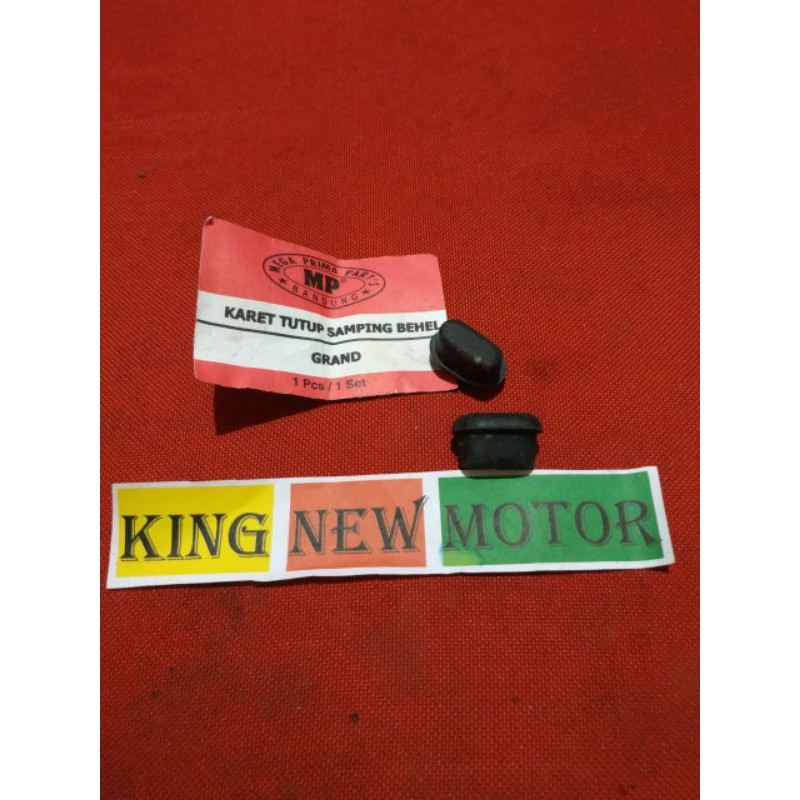 MEGA PRIMA PARTS
MP®
★ BANDUNG ★
KARET TUTUP SAMPING BEHEL
GRAND
1 Pcs / 1 Set
KING NEW MOTOR